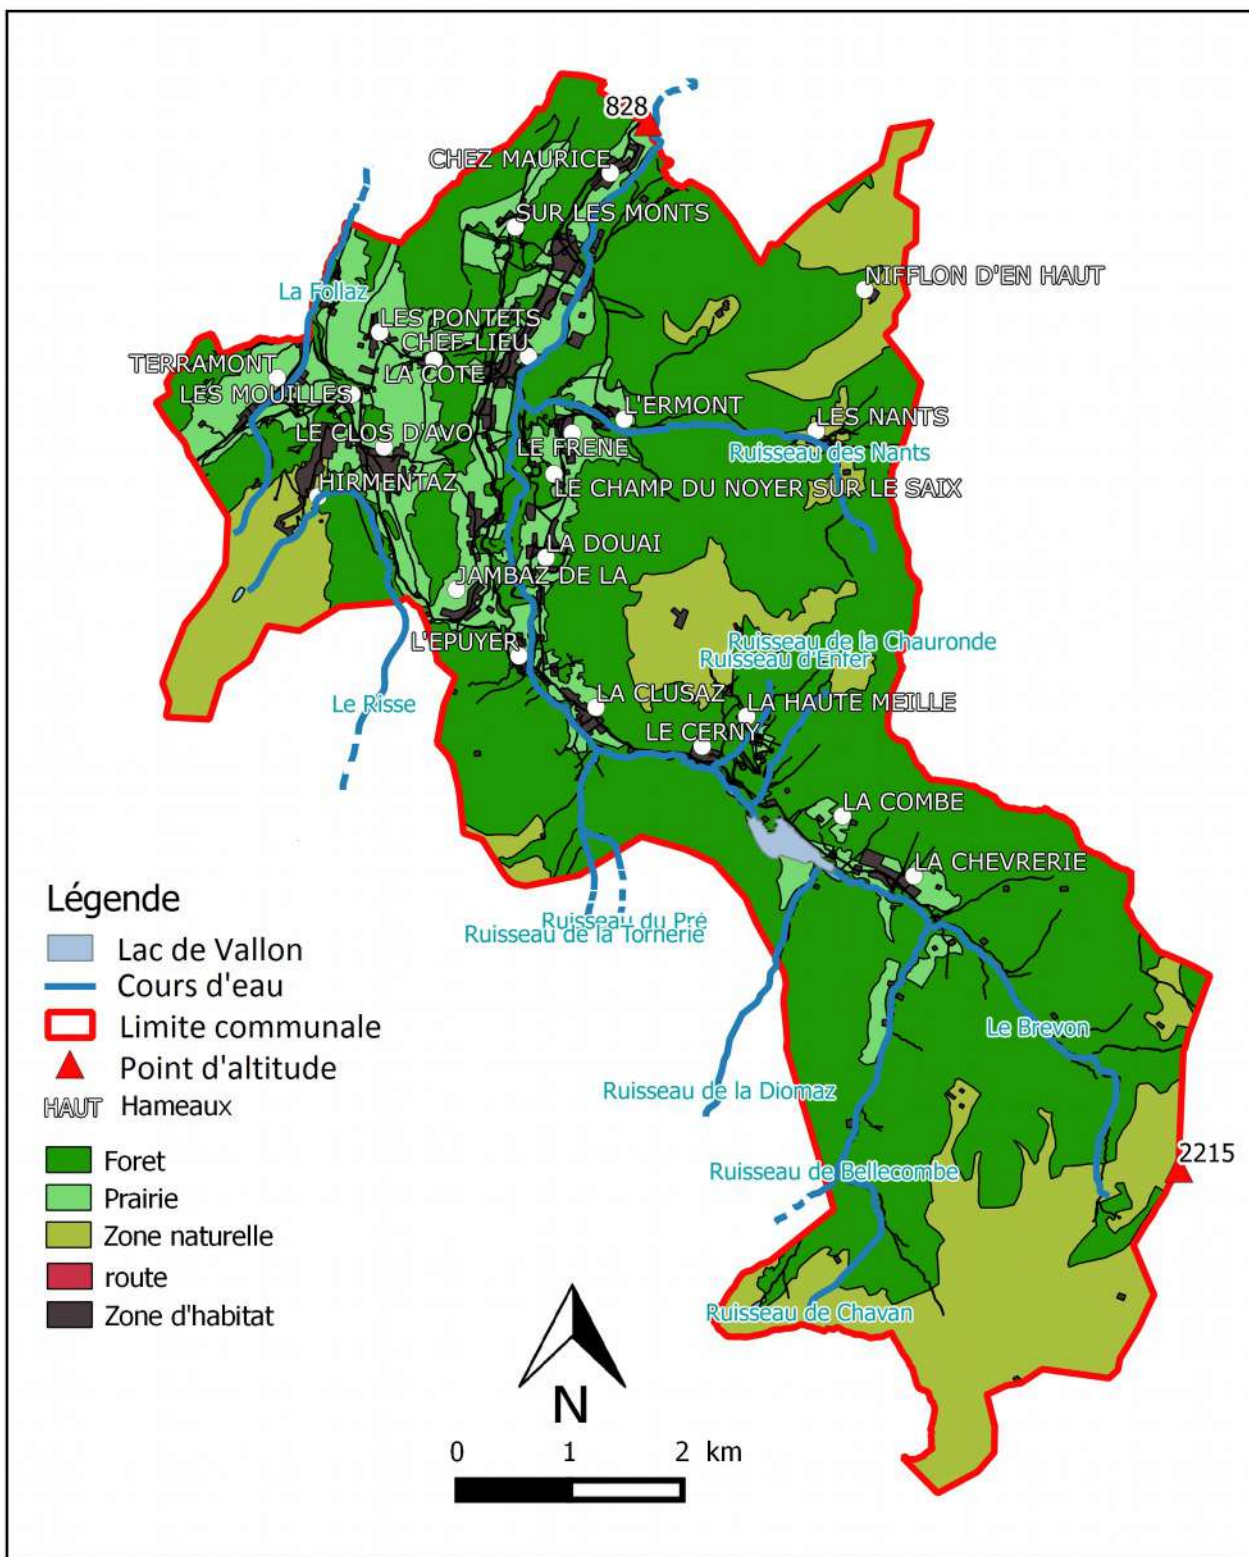 828
CHEZ MAURICE
SUR LES MONTS
NIFFLON D'EN HAUT
La Follaz
LES PONTETS
CHEF-LIEU
TERRAMONT
LA COTE
LES MOUILLES
L'ERMONT
LES NANTS
LE CLOS D'AVO
LE FRENE
Ruisseau des Nants
HIRMENTAZ
LE CHAMP DU NOYER SUR LE SAIX
LA DOUAI
JAMBAZ DE LA
L'EPUYER
Ruisseau de la Chauronde
Ruisseau d'Enfer
Le Risse
LA CLUSAZ
LA HAUTE MEILLE
LE CERNY
LA COMBE
LA CHEVRERIE
Ruisseau du Pré
Ruisseau de la Tornerie
Le Brevon
Ruisseau de la Diomaz
2215
Ruisseau de Bellecombe
Ruisseau de Chavan
Légende
Lac de Vallon
Cours d'eau
Limite communale
Point d'altitude
HAUT Hameaux
Foret
Prairie
Zone naturelle
route
Zone d'habitat
N
0 1 2 km